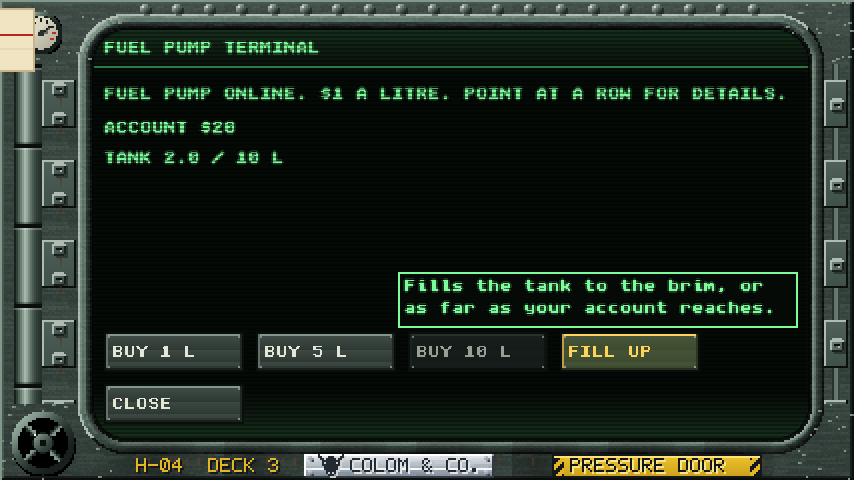 FUEL PUMP TERMINAL
FUEL PUMP ONLINE. $1 A LITRE. POINT AT A ROW FOR DETAILS.
ACCOUNT $20
TANK 2.0 / 10 L
Fills the tank to the brim, or
as far as your account reaches.
BUY 1 L BUY 5 L BUY 10 L FILL UP
CLOSE
H-04 DECK 3 COLOM & CO. PRESSURE DOOR